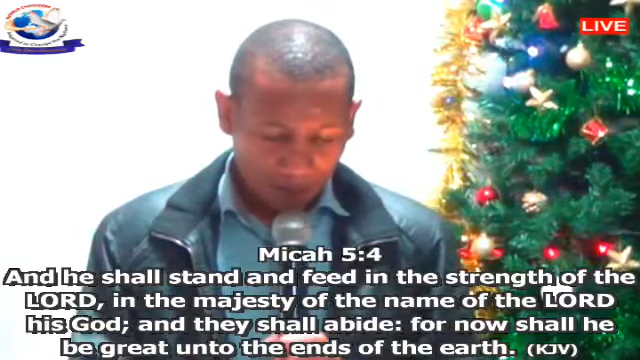 LIVE
Micah 5:4
And he shall stand and feed in the strength of the
LORD, in the majesty of the name of the LORD
his God; and they shall abide: for now shall he
be great unto the ends of the earth. (KJV)